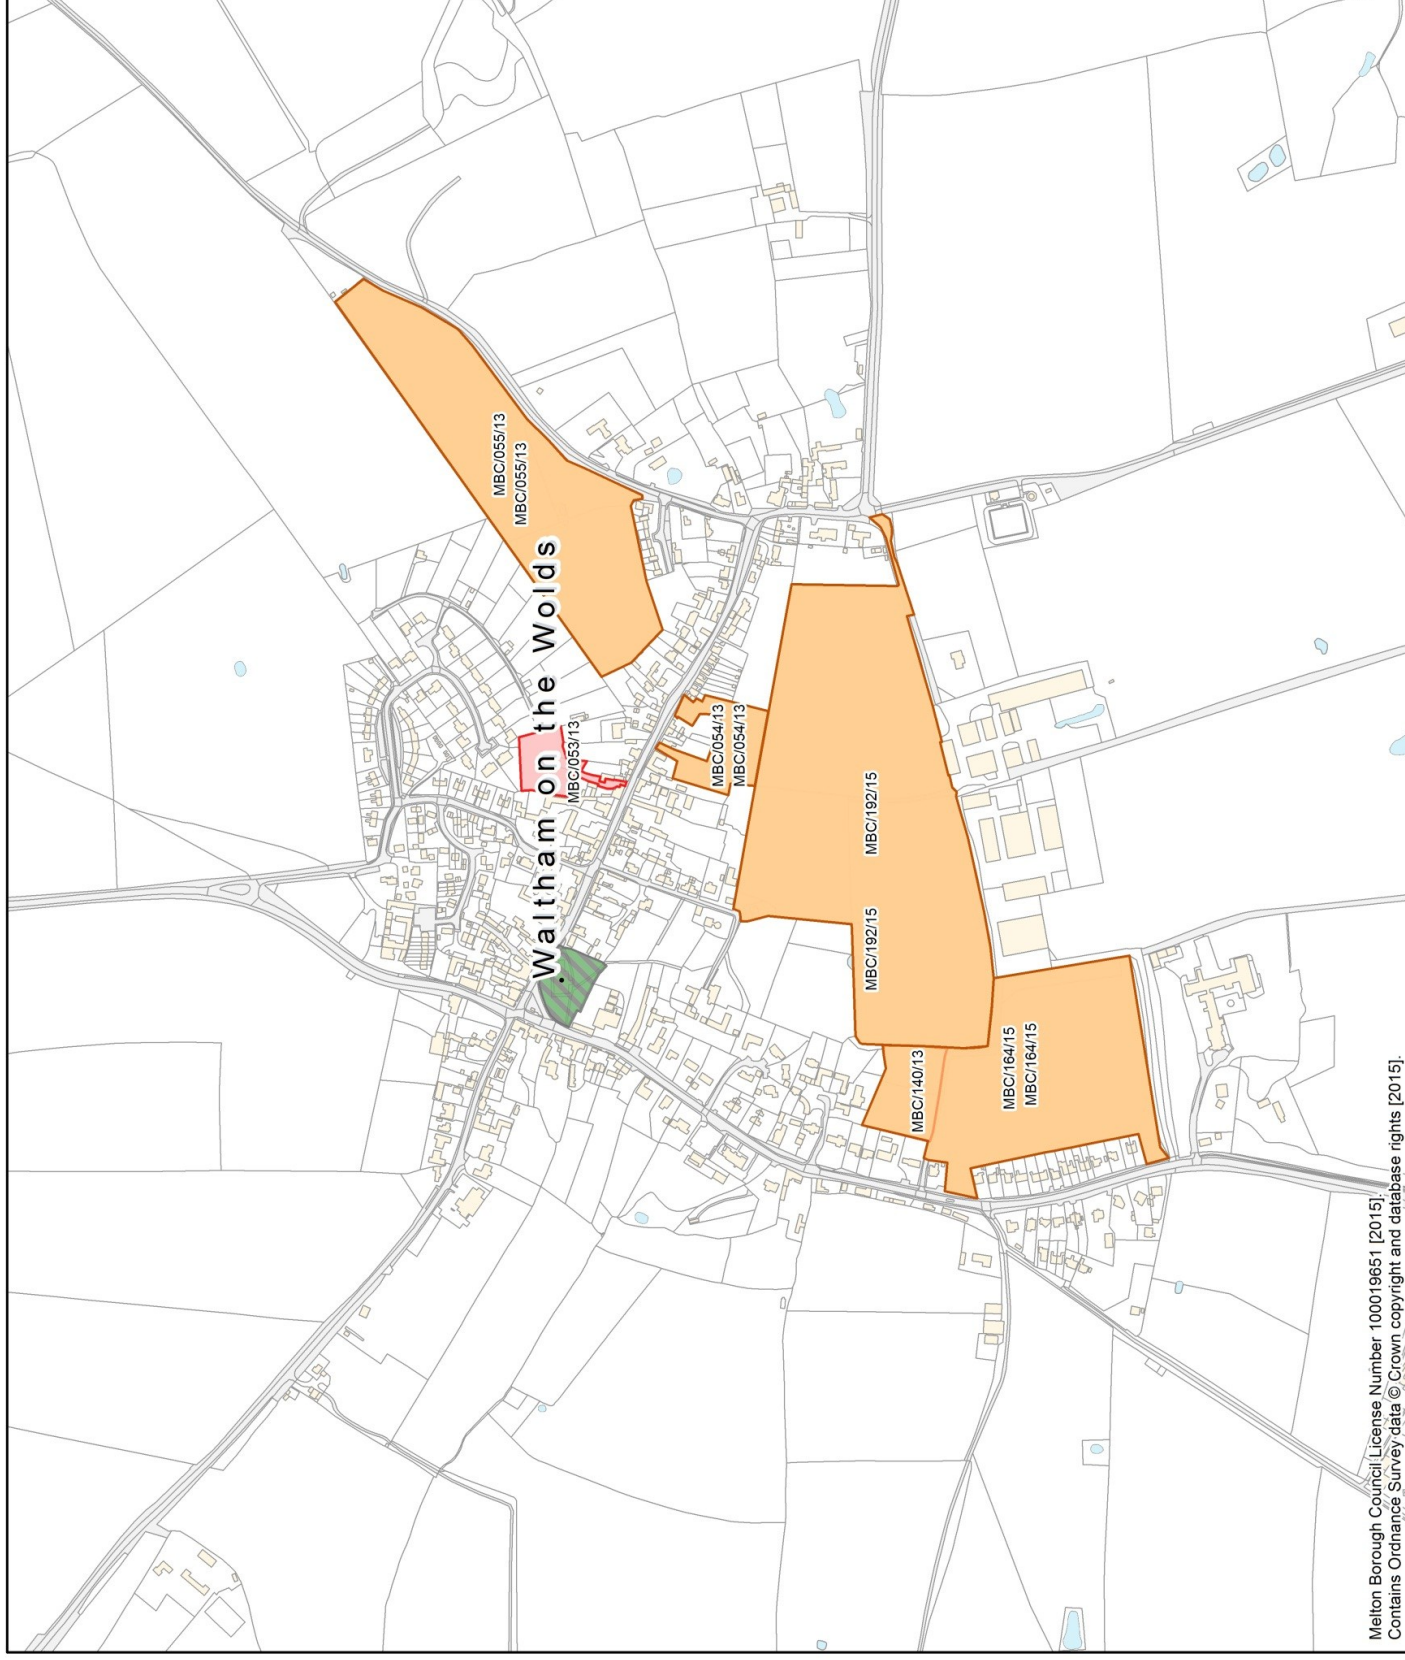 Waltham on the Wolds
MBC/055/13
MBC/055/13
MBC/053/13
MBC/054/13
MBC/054/13
MBC/192/15
MBC/192/15
MBC/140/13
MBC/164/15
MBC/164/15
Melton Borough Council License Number 100019651 [2015].
Contains Ordnance Survey data © Crown copyright and database rights [2015].